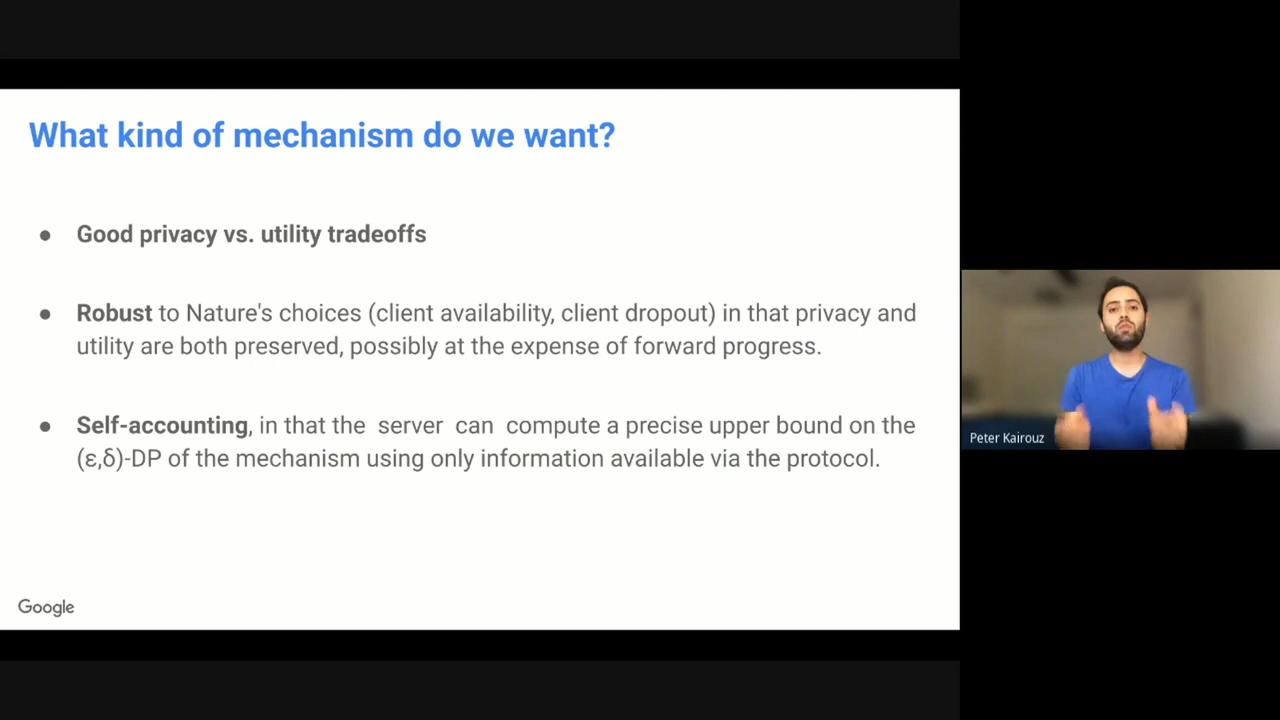 What kind of mechanism do we want?
● Good privacy vs. utility tradeoffs
● Robust to Nature's choices (client availability, client dropout) in that privacy and
utility are both preserved, possibly at the expense of forward progress.
● Self-accounting, in that the server can compute a precise upper bound on the
(ε,δ)-DP of the mechanism using only information available via the protocol.
Peter Kairouz
Google